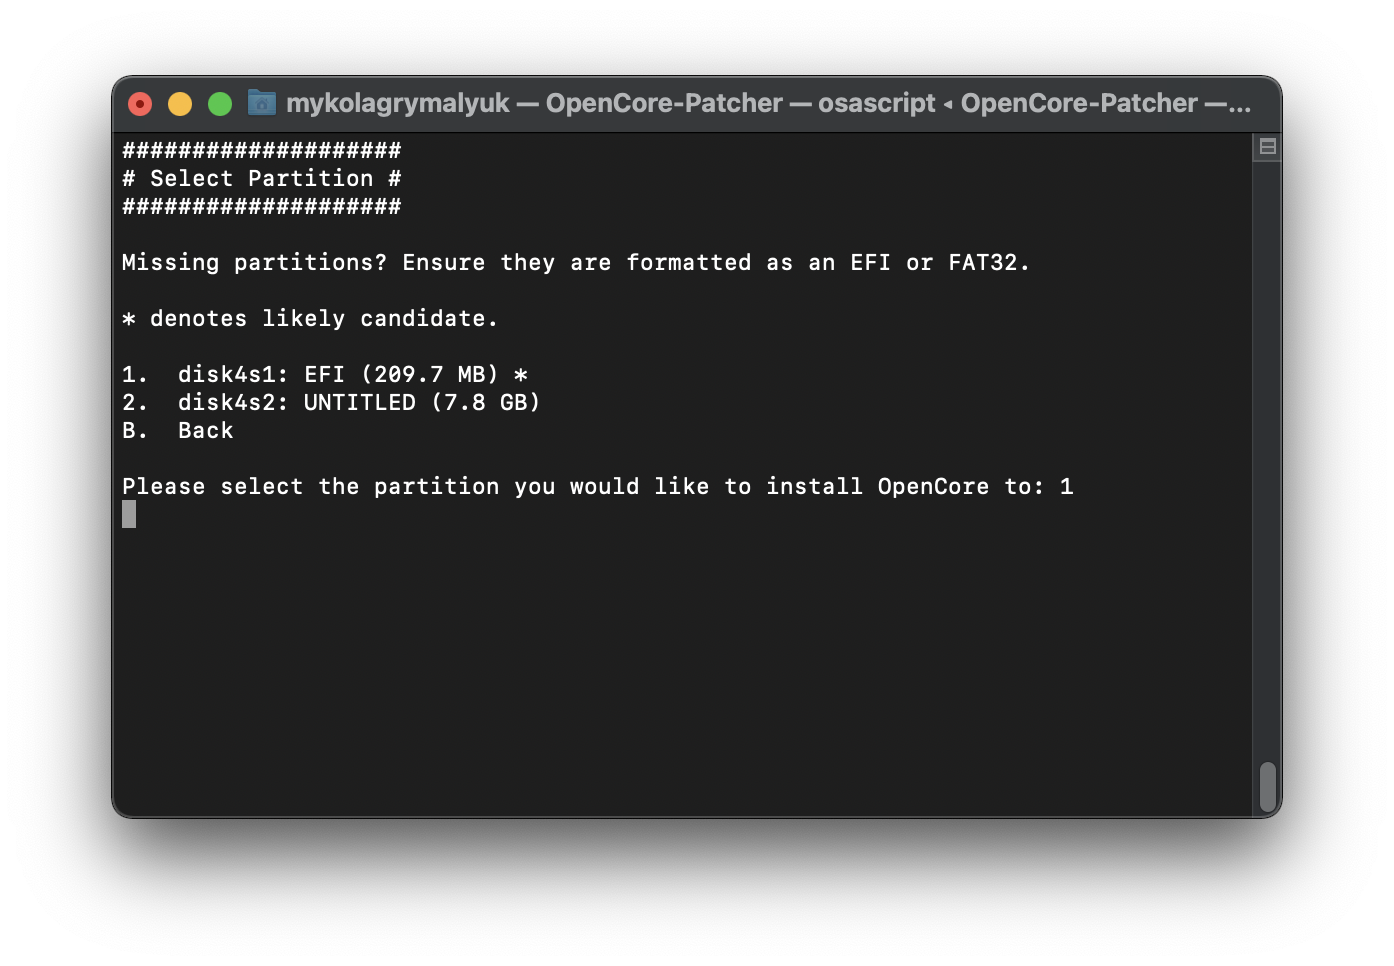 mykolagrymalyuk — OpenCore-Patcher — osascript ◂ OpenCore-Patcher —...
####################
# Select Partition #
####################
Missing partitions? Ensure they are formatted as an EFI or FAT32.
* denotes likely candidate.
1.  disk4s1: EFI (209.7 MB) *
2.  disk4s2: UNTITLED (7.8 GB)
B.  Back
Please select the partition you would like to install OpenCore to: 1